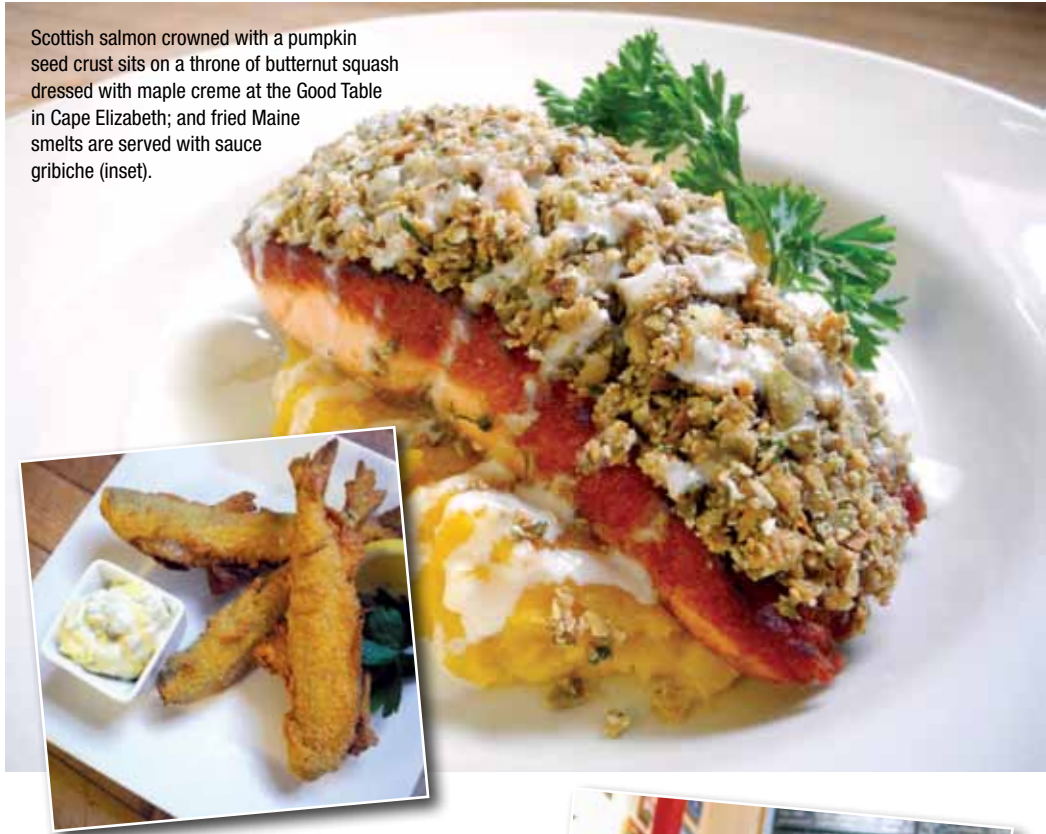 Scottish salmon crowned with a pumpkin
seed crust sits on a throne of butternut squash
dressed with maple creme at the Good Table
in Cape Elizabeth; and fried Maine
smelts are served with sauce
gribiche (inset).